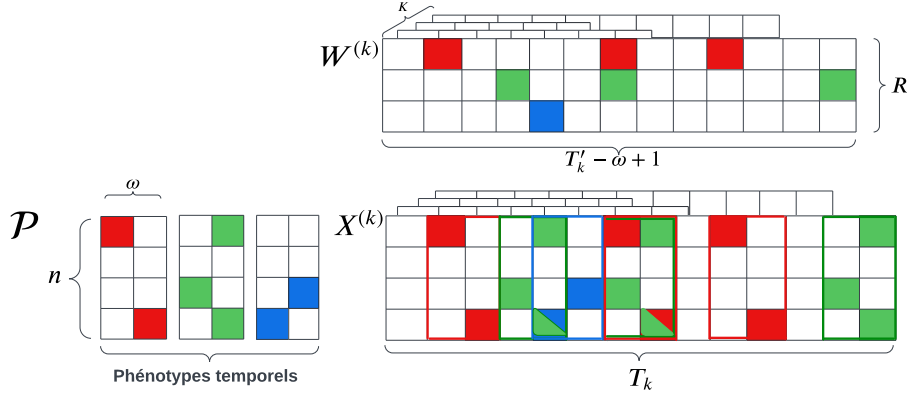 K
W^{(k)}
R
T'_k − ω + 1
ω
𝒫
X^{(k)}
n
Phénotypes temporels
T_k